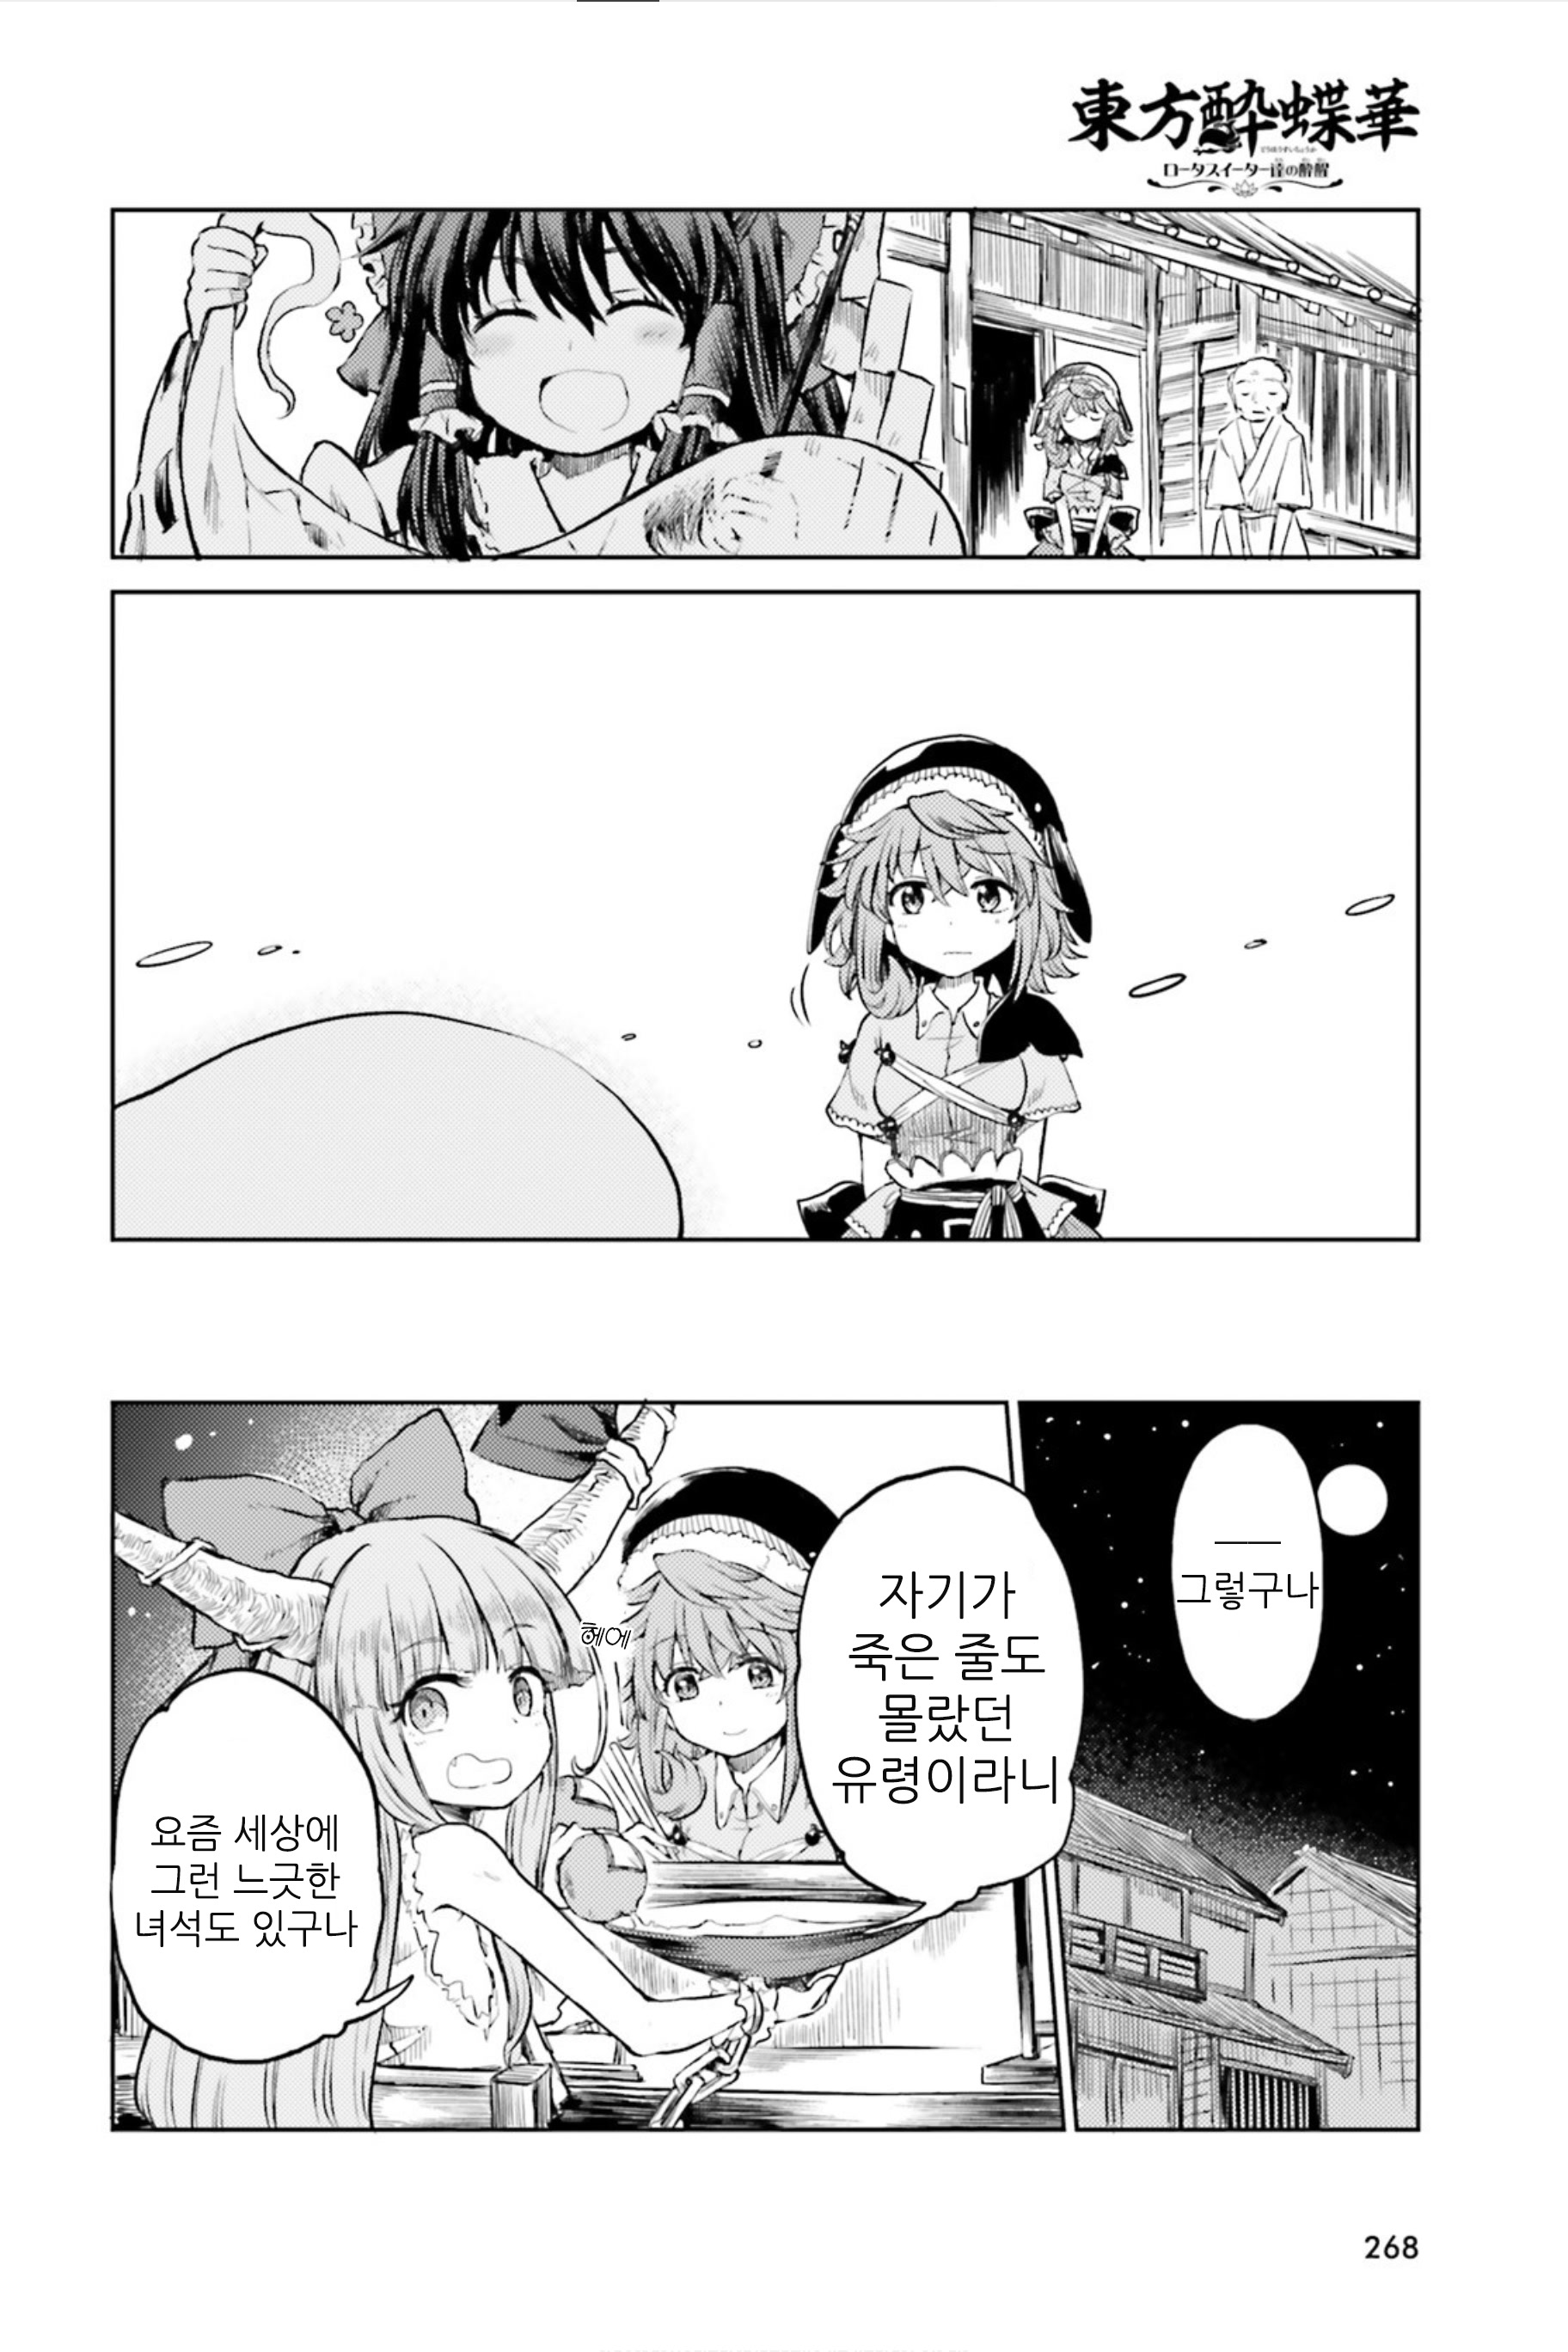 東方酔蝶華
ロータスイーター達の酔醒
――
그렇구나
자기가
죽은 줄도
몰랐던
유령이라니
헤에
요즘 세상에
그런 느긋한
녀석도 있구나
268